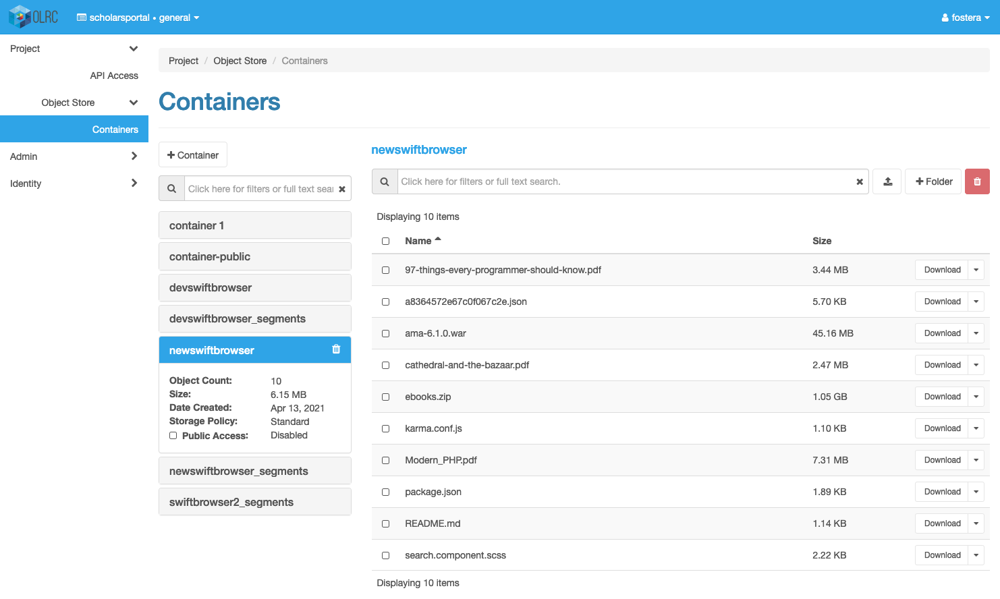 OLRC
scholarsportal • general
fostera
Project
API Access
Object Store
Containers
Admin
Identity
Project / Object Store / Containers
Containers
+ Container
Click here for filters or full text sear
container 1
container-public
devswiftbrowser
devswiftbrowser_segments
newswiftbrowser
Object Count: 10
Size: 6.15 MB
Date Created: Apr 13, 2021
Storage Policy: Standard
Public Access: Disabled
newswiftbrowser_segments
swiftbrowser2_segments
newswiftbrowser
Click here for filters or full text search.
+ Folder
Displaying 10 items
Name Size
97-things-every-programmer-should-know.pdf 3.44 MB Download
a8364572e67c0f067c2e.json 5.70 KB Download
ama-6.1.0.war 45.16 MB Download
cathedral-and-the-bazaar.pdf 2.47 MB Download
ebooks.zip 1.05 GB Download
karma.conf.js 1.10 KB Download
Modern_PHP.pdf 7.31 MB Download
package.json 1.89 KB Download
README.md 1.14 KB Download
search.component.scss 2.22 KB Download
Displaying 10 items